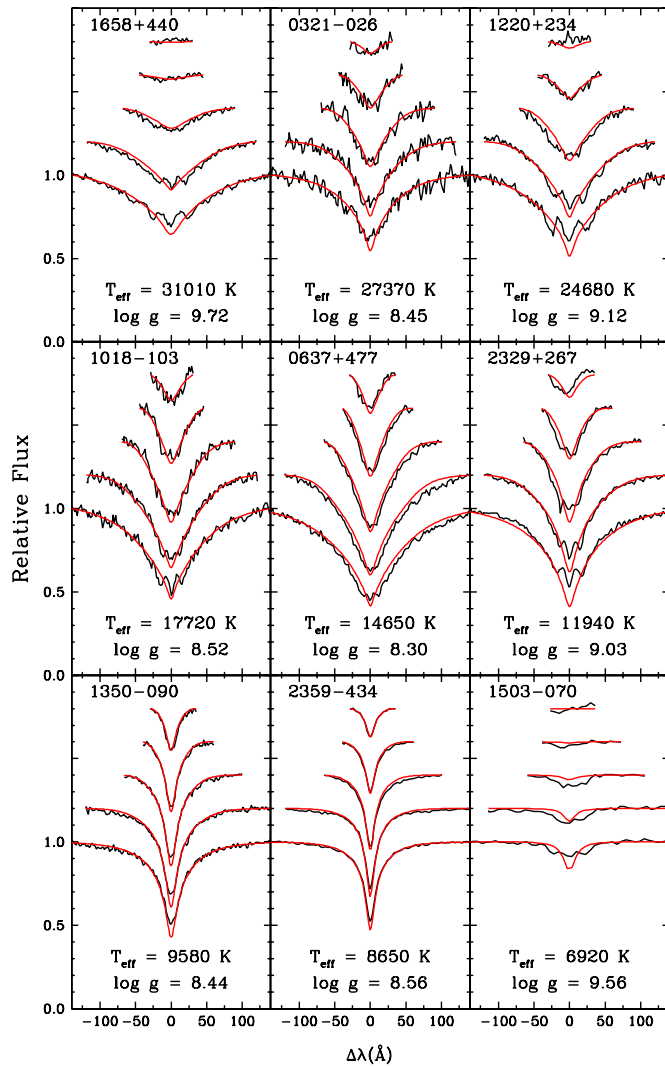 1658+440
0321−026
1220+234
1.0
0.5
0.0
T_eff = 31010 K
log g = 9.72
T_eff = 27370 K
log g = 8.45
T_eff = 24680 K
log g = 9.12
1018−103
0637+477
2329+267
1.0
0.5
0.0
T_eff = 17720 K
log g = 8.52
T_eff = 14650 K
log g = 8.30
T_eff = 11940 K
log g = 9.03
Relative Flux
1350−090
2359−434
1503−070
1.0
0.5
0.0
T_eff = 9580 K
log g = 8.44
T_eff = 8650 K
log g = 8.56
T_eff = 6920 K
log g = 9.56
−100 −50 0 50 100
−100 −50 0 50 100
−100 −50 0 50 100
Δλ(Å)